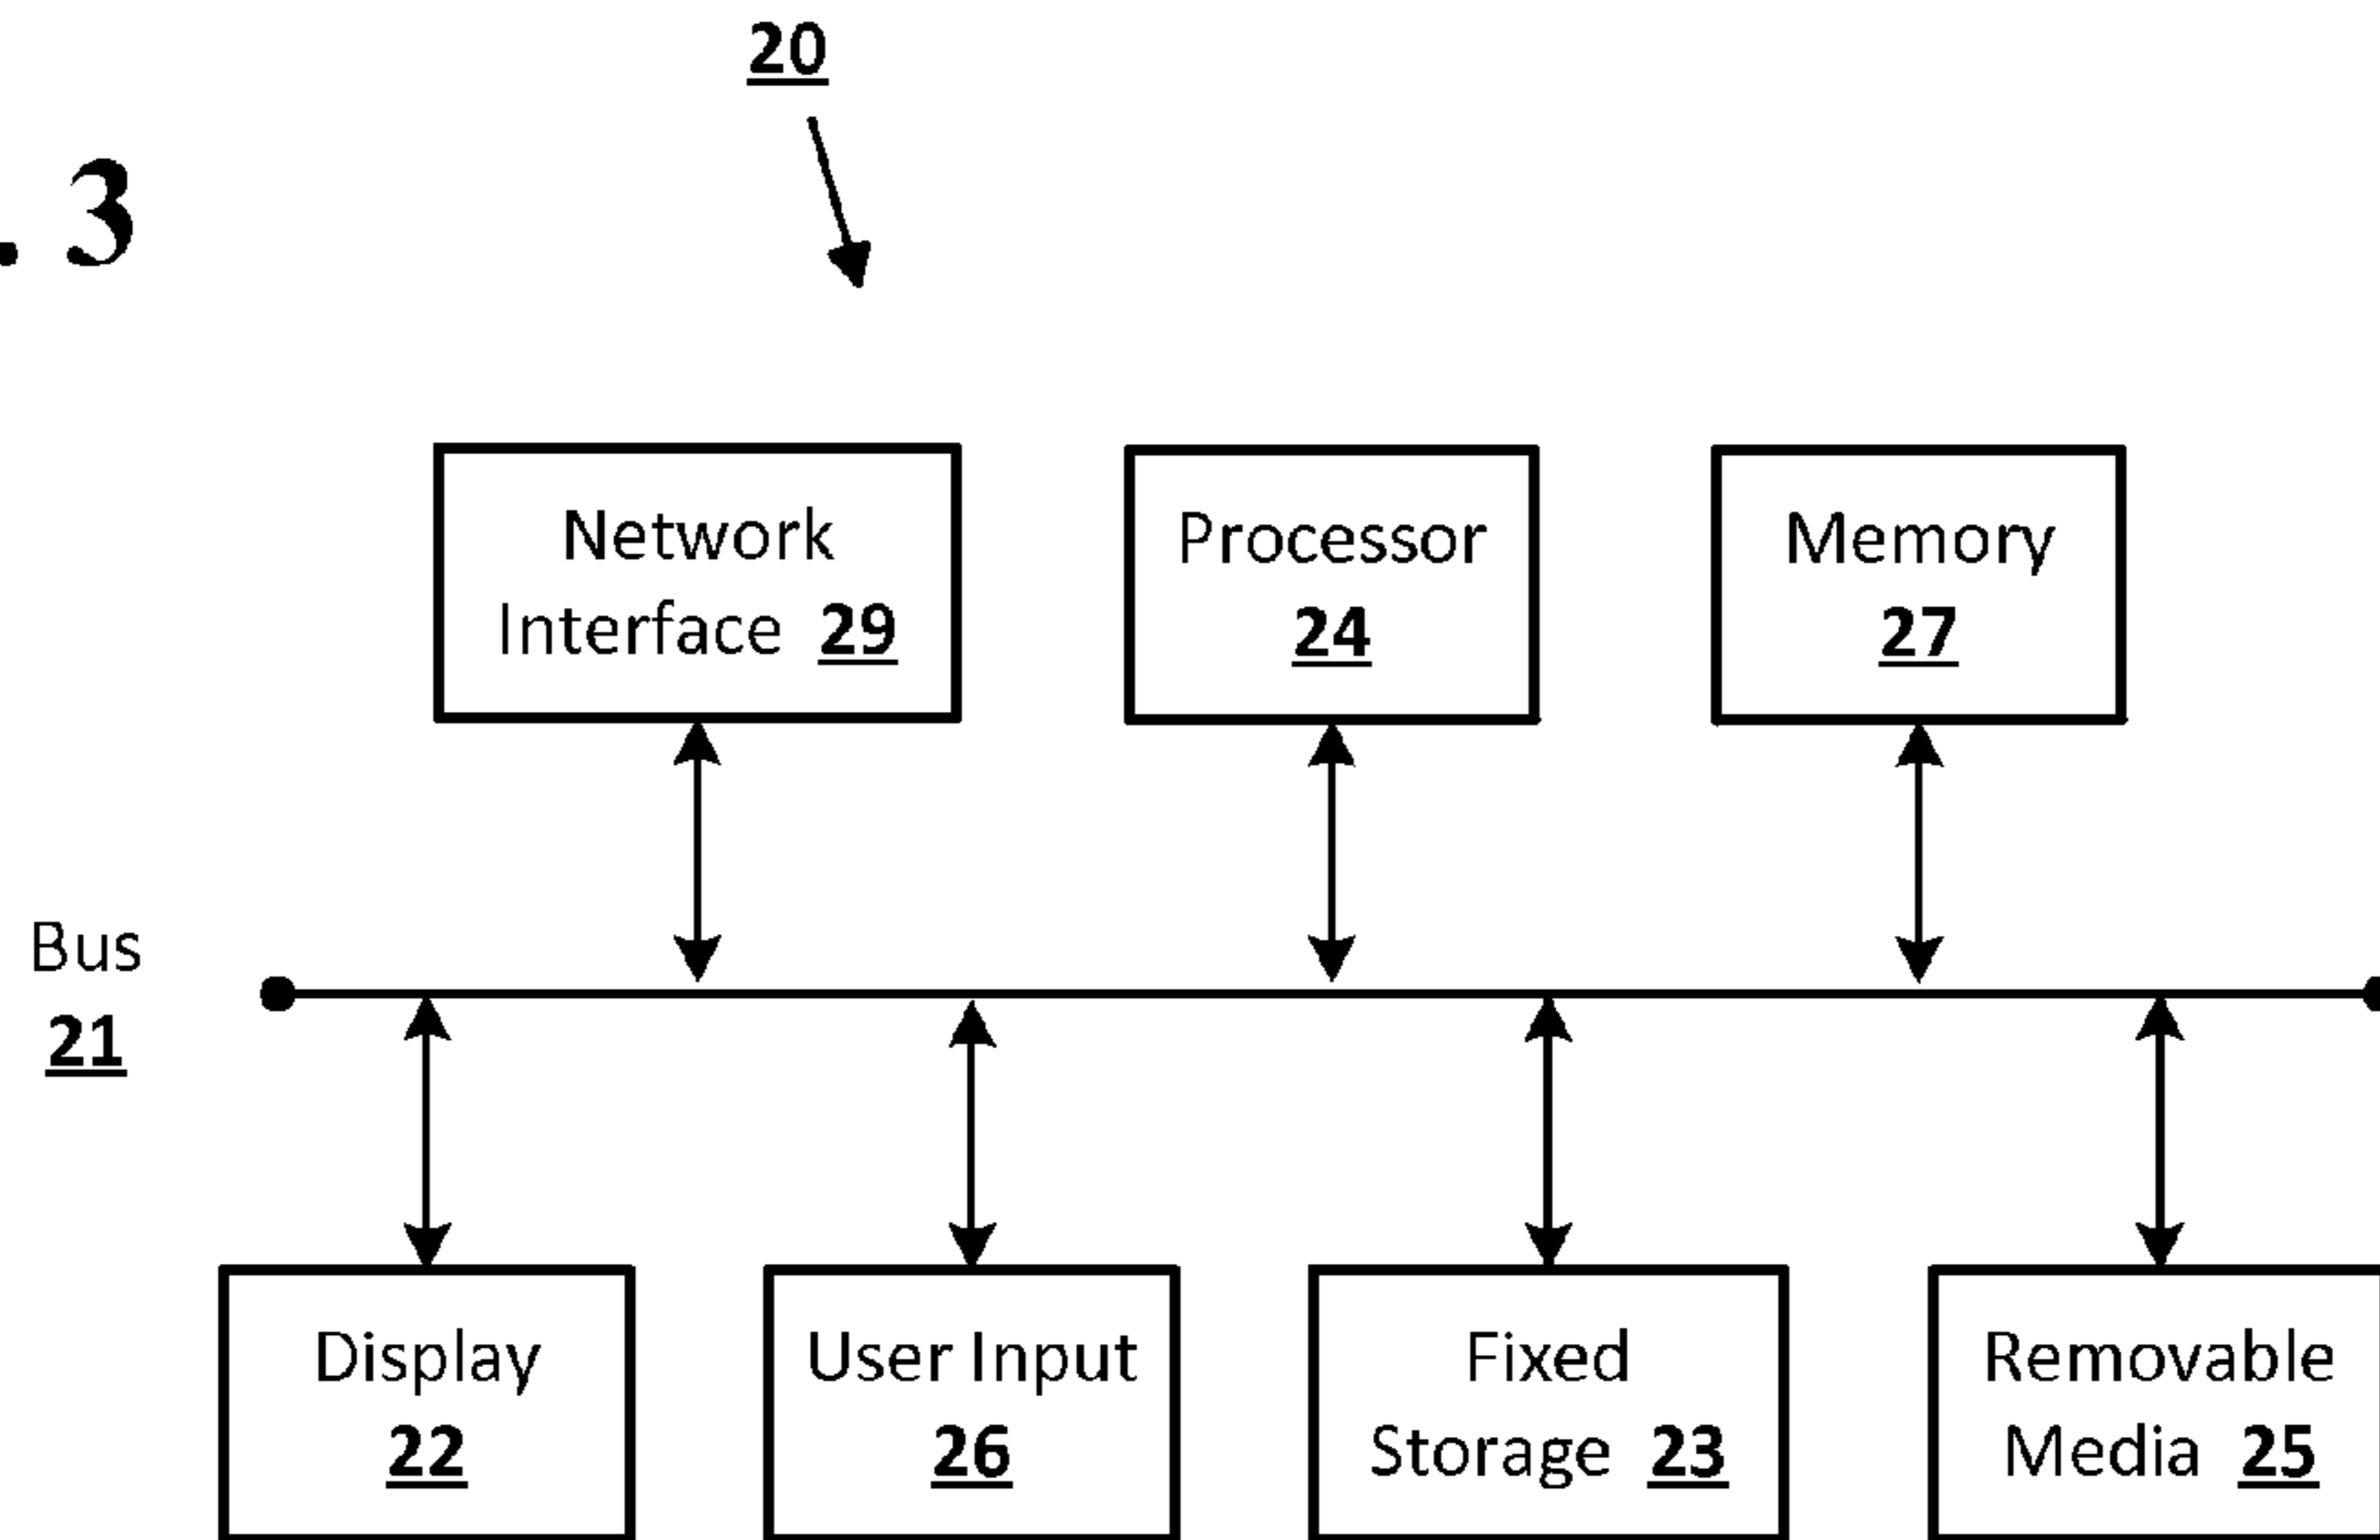 20
. 3
Network
Interface 29
Processor
24
Memory
27
Bus
21
Display
22
User Input
26
Fixed
Storage 23
Removable
Media 25